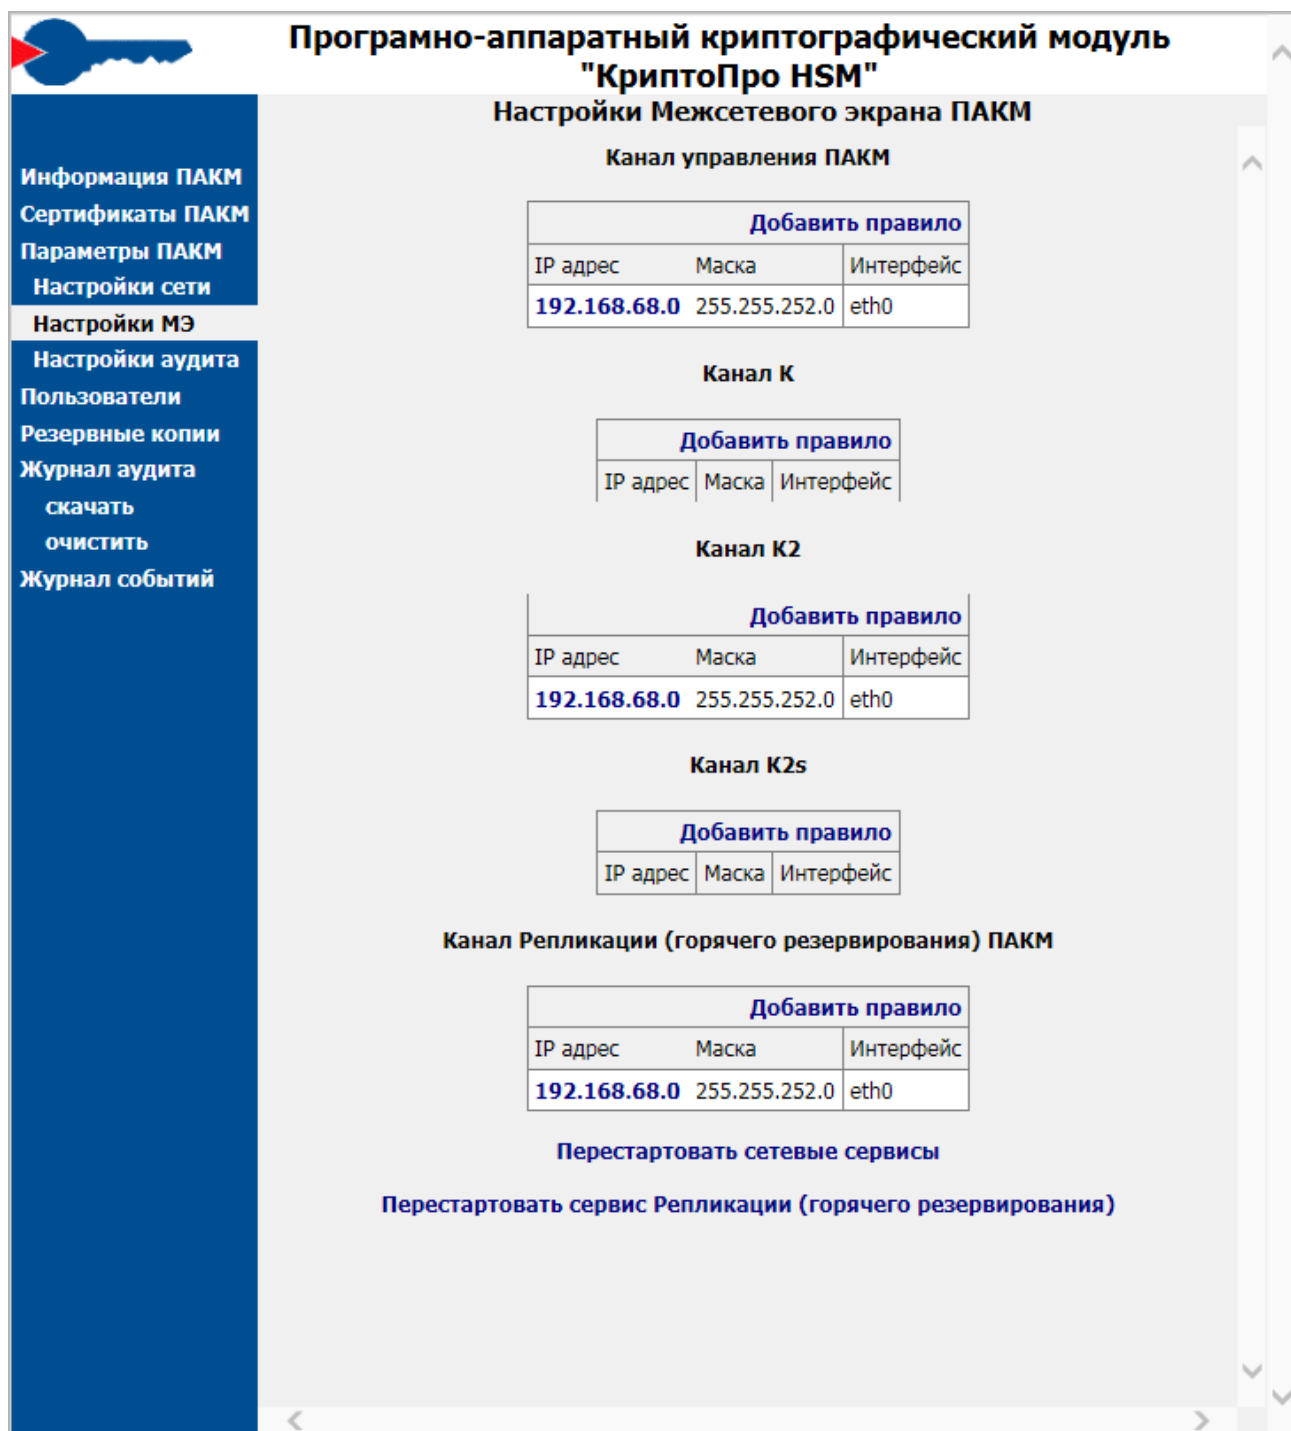 Програмно-аппаратный криптографический модуль
"КриптоПро HSM"
Настройки Межсетевого экрана ПАКМ
Информация ПАКМ
Сертификаты ПАКМ
Параметры ПАКМ
Настройки сети
Настройки МЭ
Настройки аудита
Пользователи
Резервные копии
Журнал аудита
скачать
очистить
Журнал событий
Канал управления ПАКМ
Добавить правило
IP адрес Маска Интерфейс
192.168.68.0 255.255.252.0 eth0
Канал К
Добавить правило
IP адрес Маска Интерфейс
Канал К2
Добавить правило
IP адрес Маска Интерфейс
192.168.68.0 255.255.252.0 eth0
Канал K2s
Добавить правило
IP адрес Маска Интерфейс
Канал Репликации (горячего резервирования) ПАКМ
Добавить правило
IP адрес Маска Интерфейс
192.168.68.0 255.255.252.0 eth0
Перестартовать сетевые сервисы
Перестартовать сервис Репликации (горячего резервирования)